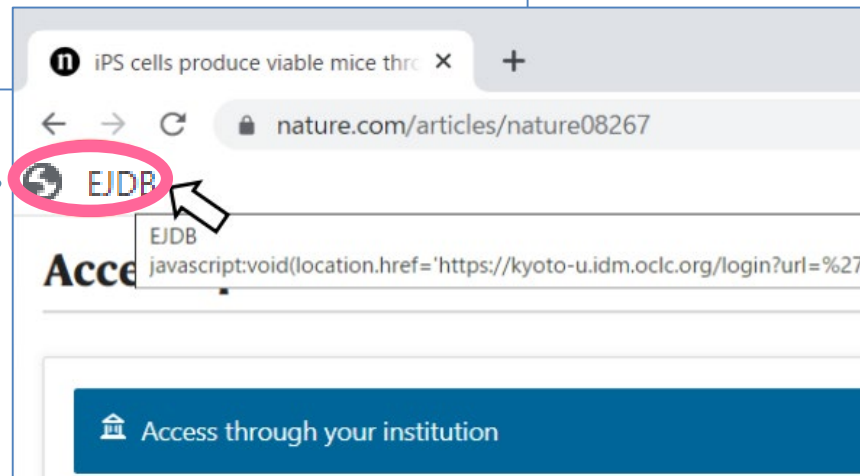 iPS cells produce viable mice thro
nature.com/articles/nature08267
EJDB
EJDB
javascript:void(location.href='https://kyoto-u.idm.oclc.org/login?url=%27
Acce
Access through your institution